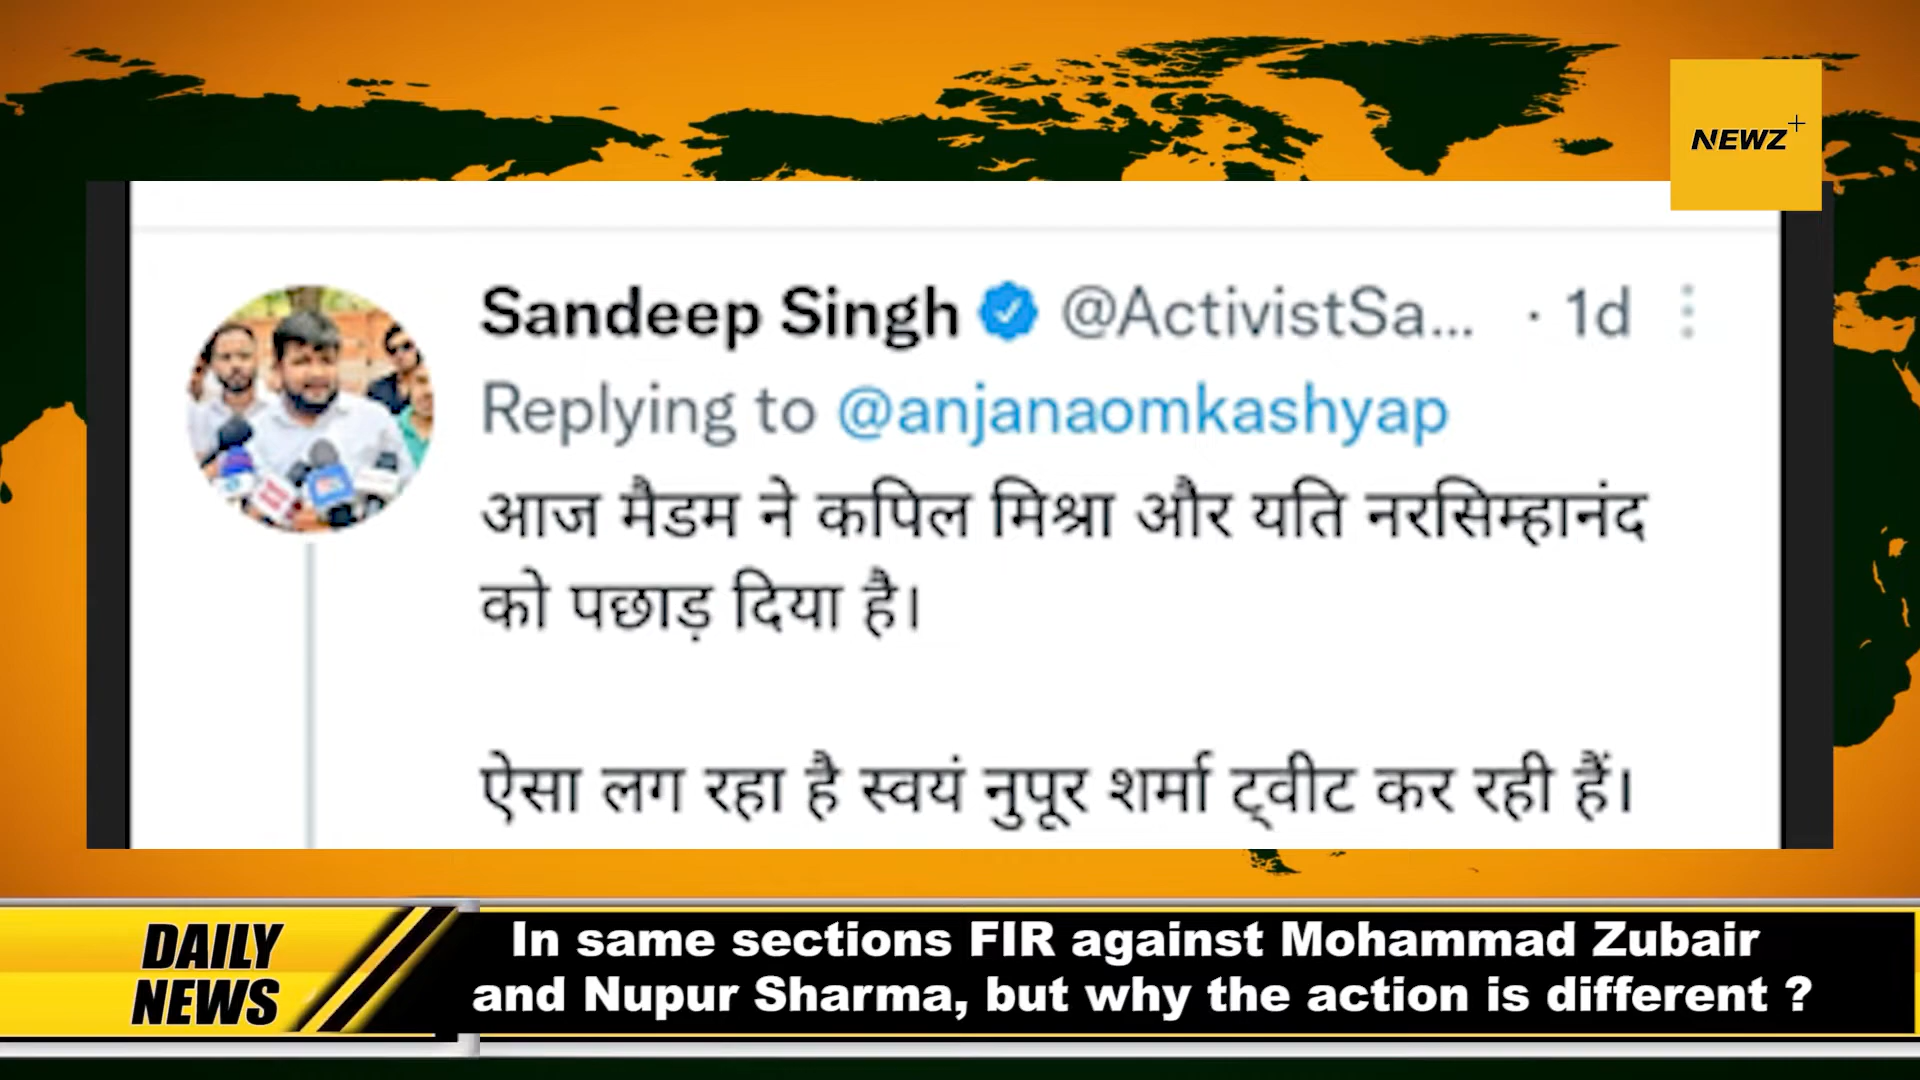 NEWZ+
Sandeep Singh @ActivistSa... · 1d
Replying to @anjanaomkashyap
आज मैडम ने कपिल मिश्रा और यति नरसिम्हानंद
को पछाड़ दिया है।
ऐसा लग रहा है स्वयं नुपूर शर्मा ट्वीट कर रही हैं।
DAILY
NEWS
In same sections FIR against Mohammad Zubair
and Nupur Sharma, but why the action is different ?